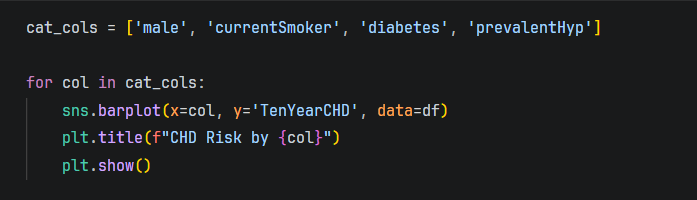 cat_cols = ['male', 'currentSmoker', 'diabetes', 'prevalentHyp']
for col in cat_cols:
    sns.barplot(x=col, y='TenYearCHD', data=df)
    plt.title(f"CHD Risk by {col}")
    plt.show()